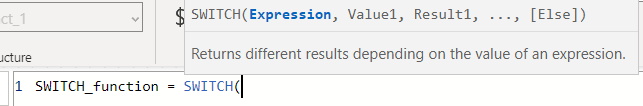 ct_1
$
SWITCH(Expression, Value1, Result1, ..., [Else])
Returns different results depending on the value of an expression.
ucture
1 SWITCH_function = SWITCH(